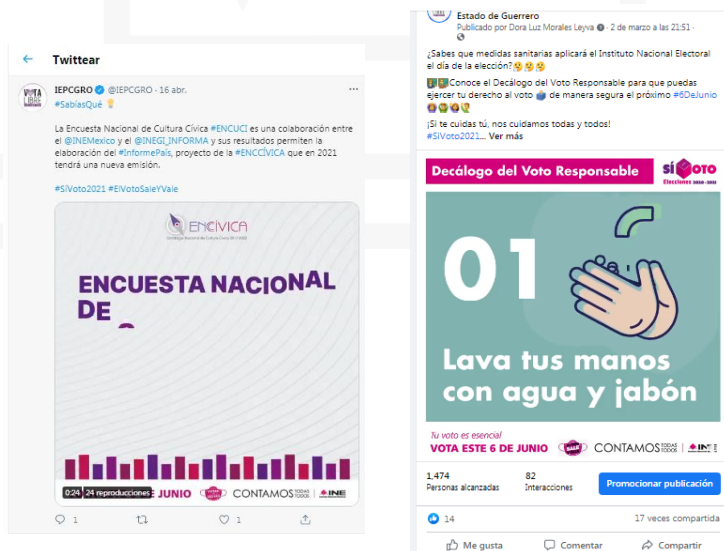 Twittear
IEPCGRO @IEPCGRO · 16 abr.
#SabíasQué
La Encuesta Nacional de Cultura Cívica #ENCUCI es una colaboración entre
el @INEMexico y el @INEGI_INFORMA y sus resultados permiten la
elaboración del #InformePaís, proyecto de la #ENCCÍVICA que en 2021
tendrá una nueva emisión.
#SíVoto2021 #ElVotoSaleYVale
ENCÍVICA
ENCUESTA NACIONAL
DE
0:24 24 reproducciones
JUNIO
CONTAMOS TODAS TODOS INE
1
1
Estado de Guerrero
Publicado por Dora Luz Morales Leyva · 2 de marzo a las 21:51 ·
¿Sabes que medidas sanitarias aplicará el Instituto Nacional Electoral
el día de la elección?
Conoce el Decálogo del Voto Responsable para que puedas
ejercer tu derecho al voto de manera segura el próximo #6DeJunio
¡Si te cuidas tú, nos cuidamos todas y todos!
#SiVoto2021... Ver más
Decálogo del Voto Responsable
SÍ VOTO
Elecciones 2020-2021
01
Lava tus manos
con agua y jabón
Tu voto es esencial
VOTA ESTE 6 DE JUNIO
CONTAMOS TODAS TODOS INE
1,474
Personas alcanzadas
82
Interacciones
Promocionar publicación
14
17 veces compartida
Me gusta
Comentar
Compartir